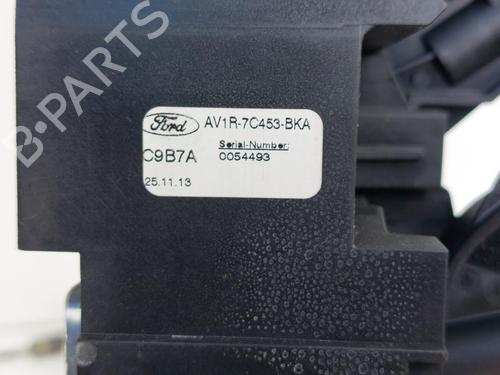 B-PARTS
Ford AV1R-7C453-BKA
C9B7A Serial-Number:
0054493
25.11.13